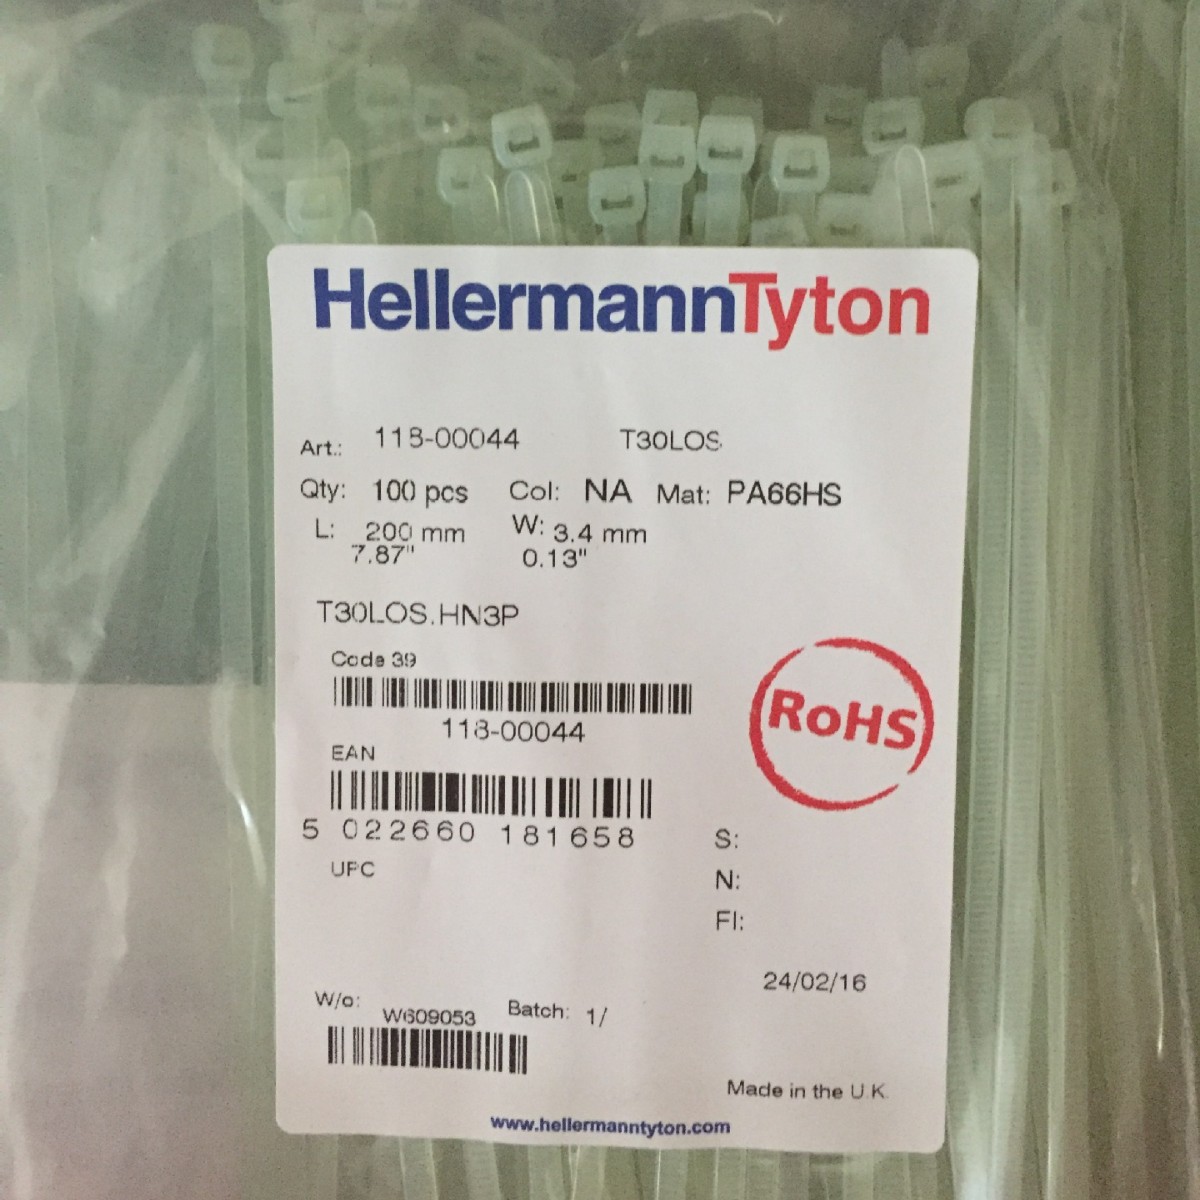 HellermannTyton
Art.: 118-00044 T30LOS
Qty: 100 pcs Col: NA Mat: PA66HS
L: 200 mm W: 3.4 mm
7.87" 0.13"
T30LOS.HN3P
Code 39
118-00044
EAN
5 022660 181658
UPC
RoHS
S:
N:
FI:
24/02/16
W/o: W609053 Batch: 1/
Made in the U.K.
www.hellermanntyton.com